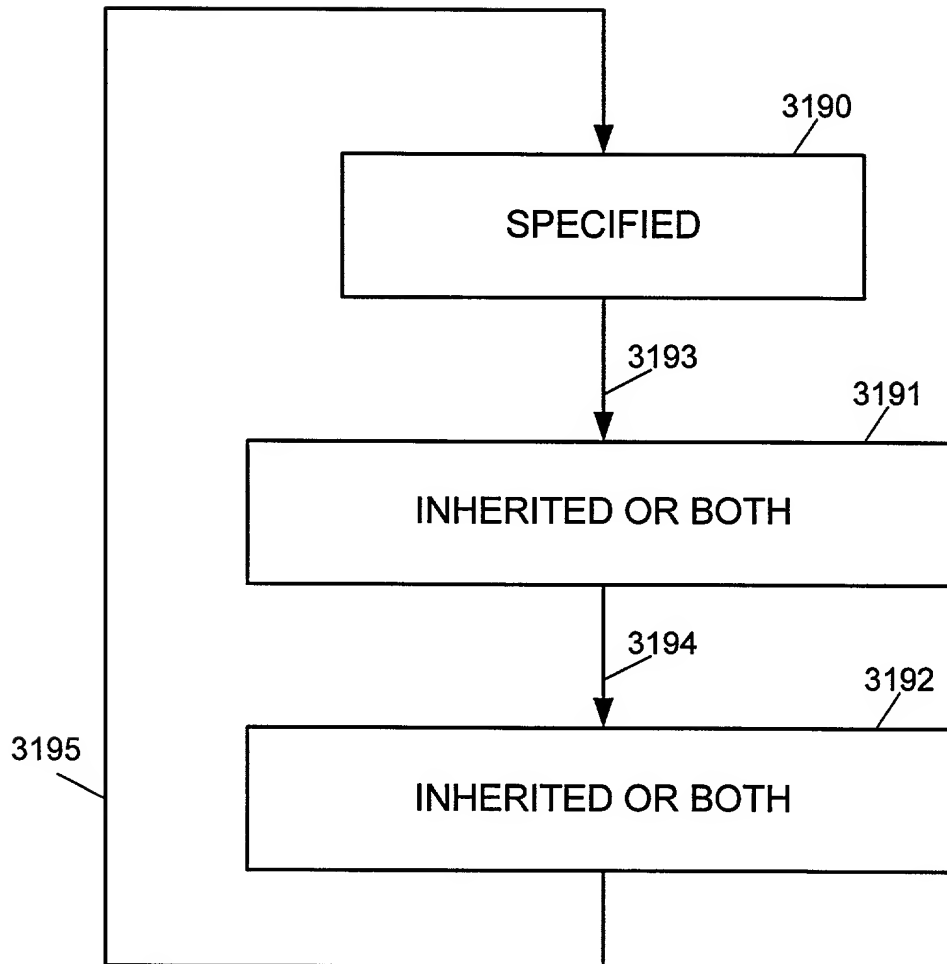 3190
SPECIFIED
3193
3191
INHERITED OR BOTH
3194
3192
3195
INHERITED OR BOTH